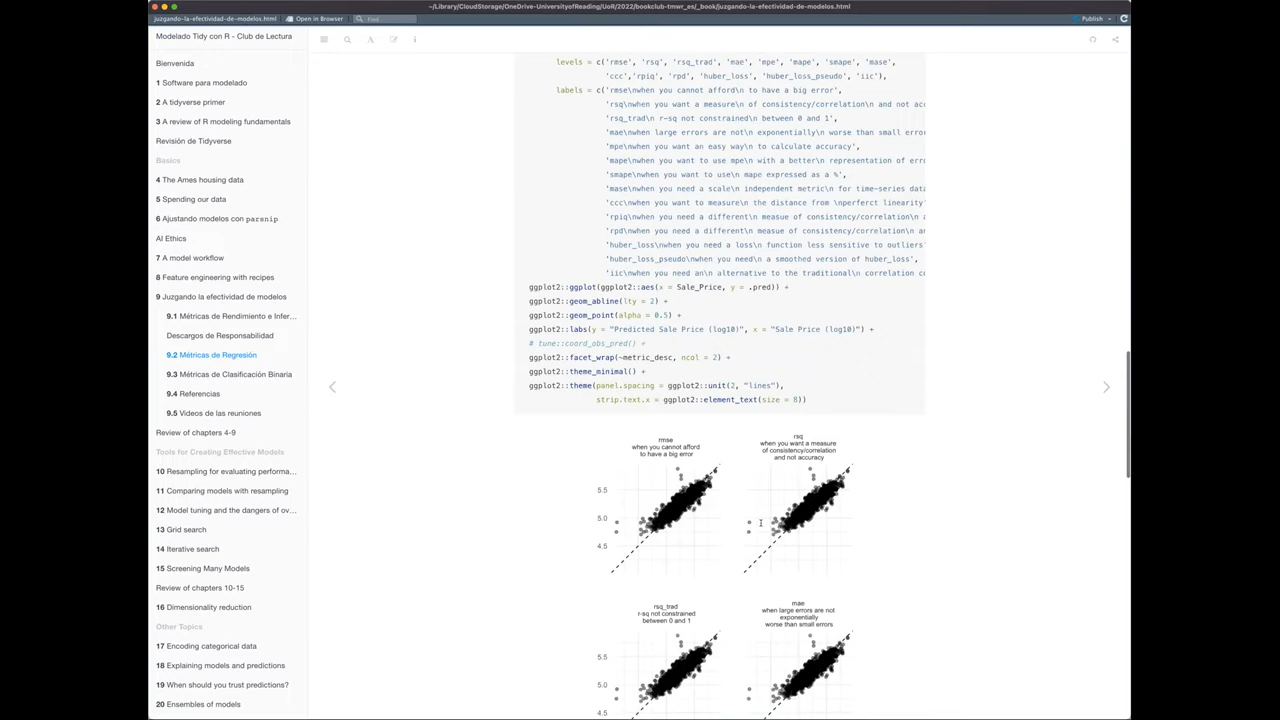 ~/Library/CloudStorage/OneDrive-UniversityofReading/UoR/2022/bookclub-tmwr_es/_book/juzgando-la-efectividad-de-modelos.html
juzgando-la-efectividad-de-modelos.html
Open in Browser
Find
Publish
Modelado Tidy con R - Club de Lectura
Bienvenida
1 Software para modelado
2 A tidyverse primer
3 A review of R modeling fundamentals
Revisión de Tidyverse
Basics
4 The Ames housing data
5 Spending our data
6 Ajustando modelos con parsnip
AI Ethics
7 A model workflow
8 Feature engineering with recipes
9 Juzgando la efectividad de modelos
9.1 Métricas de Rendimiento e Infer...
Descargos de Responsabilidad
9.2 Métricas de Regresión
9.3 Métricas de Clasificación Binaria
9.4 Referencias
9.5 Videos de las reuniones
Review of chapters 4-9
Tools for Creating Effective Models
10 Resampling for evaluating performa...
11 Comparing models with resampling
12 Model tuning and the dangers of ov...
13 Grid search
14 Iterative search
15 Screening Many Models
Review of chapters 10-15
16 Dimensionality reduction
Other Topics
17 Encoding categorical data
18 Explaining models and predictions
19 When should you trust predictions?
20 Ensembles of models
levels = c('rmse', 'rsq', 'rsq_trad', 'mae', 'mpe', 'mape', 'smape', 'mase',
'ccc','rpiq', 'rpd', 'huber_loss', 'huber_loss_pseudo', 'iic'),
labels = c('rmse\nwhen you cannot afford\n to have a big error',
'rsq\nwhen you want a measure\n of consistency/correlation\n and not ac
'rsq_trad\n r-sq not constrained\n between 0 and 1',
'mae\nwhen large errors are not\n exponentially\n worse than small erro
'mpe\nwhen you want an easy way\n to calculate accuracy',
'mape\nwhen you want to use mpe\n with a better\n representation of err
'smape\nwhen you want to use\n mape expressed as a %',
'mase\nwhen you need a scale\n independent metric\n for time-series dat
'ccc\nwhen you want to measure\n the distance from \nperferct linearity'
'rpiq\nwhen you need a different\n measue of consistency/correlation\n a
'rpd\nwhen you need a different\n measue of consistency/correlation\n an
'huber_loss\nwhen you need a loss\n function less sensitive to outliers'
'huber_loss_pseudo\nwhen you need\n a smoothed version of huber_loss',
'iic\nwhen you need an\n alternative to the traditional\n correlation co
ggplot2::ggplot(ggplot2::aes(x = Sale_Price, y = .pred)) +
ggplot2::geom_abline(lty = 2) +
ggplot2::geom_point(alpha = 0.5) +
ggplot2::labs(y = "Predicted Sale Price (log10)", x = "Sale Price (log10)") +
# tune::coord_obs_pred() +
ggplot2::facet_wrap(~metric_desc, ncol = 2) +
ggplot2::theme_minimal() +
ggplot2::theme(panel.spacing = ggplot2::unit(2, "lines"),
strip.text.x = ggplot2::element_text(size = 8))
rmse
when you cannot afford
to have a big error
rsq
when you want a measure
of consistency/correlation
and not accuracy
5.5
5.0
4.5
rsq_trad
r-sq not constrained
between 0 and 1
mae
when large errors are not
exponentially
worse than small errors
5.5
5.0
4.5